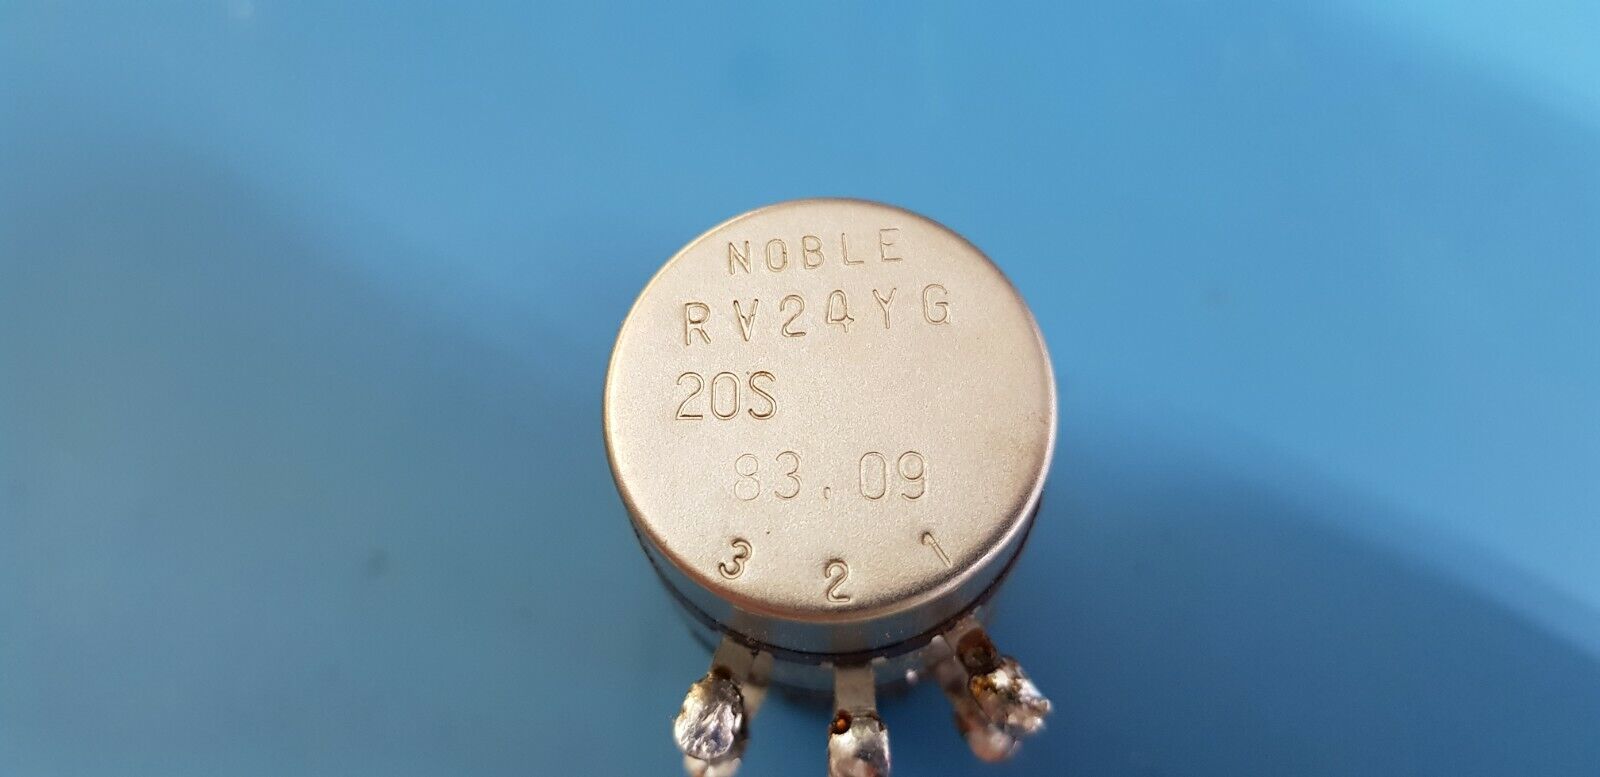 NOBLE
RV24YG
20S
83.09
3 2 1